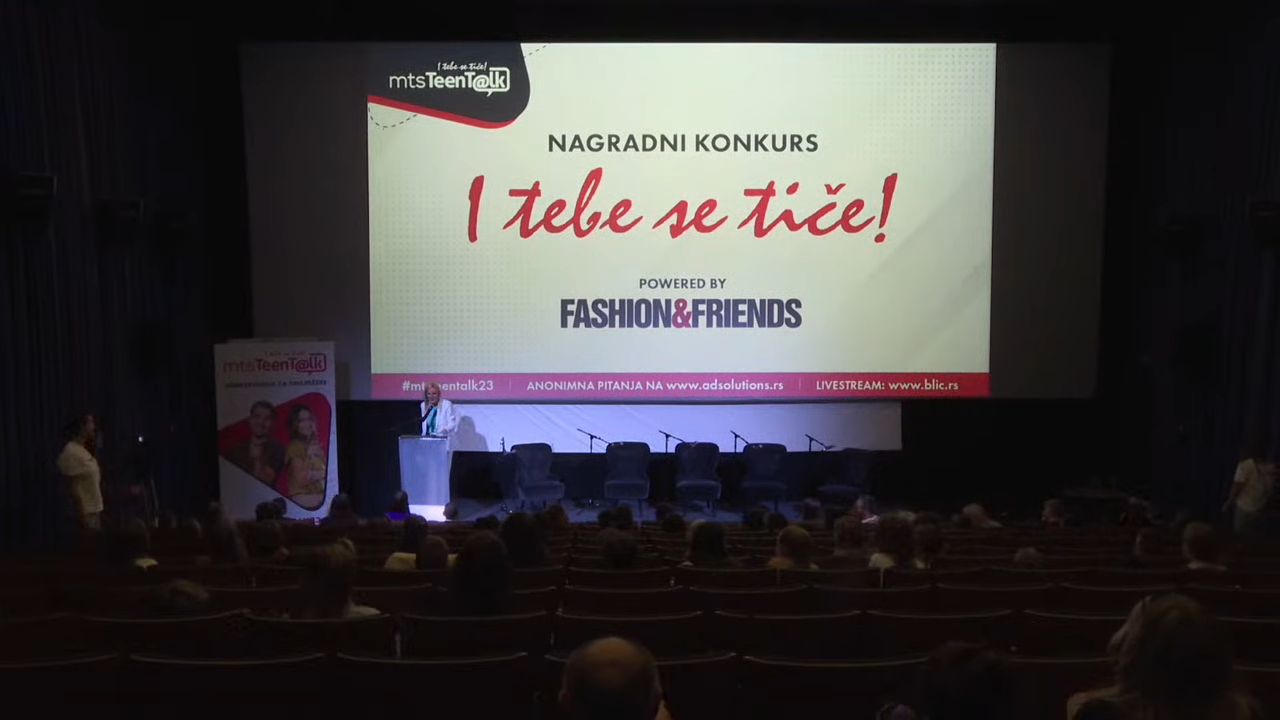 I tebe se tiče!
mtsTeenT@lk
NAGRADNI KONKURS
I tebe se tiče!
POWERED BY
FASHION&FRIENDS
ANONIMNA PITANJA NA www.adsolutions.rs
LIVESTREAM: www.blic.rs
mtsTeenT@lk